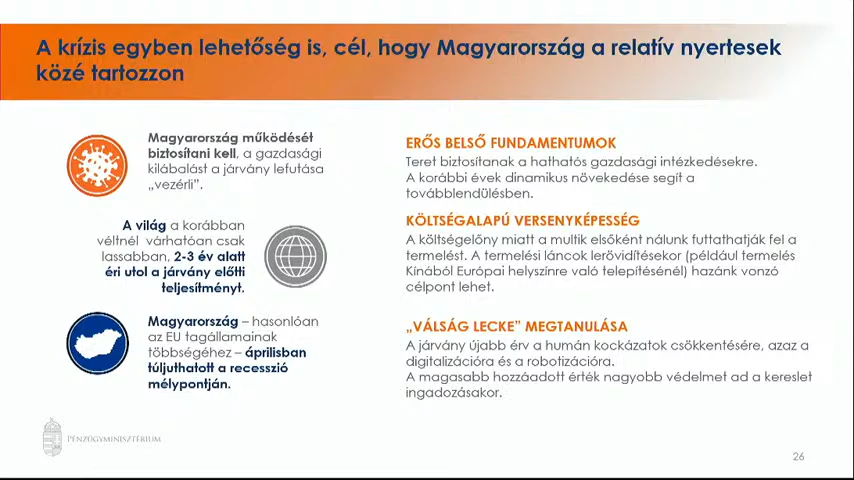 A krízis egyben lehetőség is, cél, hogy Magyarország a relatív nyertesek
közé tartozzon
Magyarország működését
biztosítani kell, a gazdasági
kilábalást a járvány lefutása
„vezérli”.
A világ a korábban
véltnél várhatóan csak
lassabban, 2-3 év alatt
éri utol a járvány előtti
teljesítményt.
Magyarország – hasonlóan
az EU tagállamainak
többségéhez – áprilisban
túljuthatott a recesszió
mélypontján.
ERŐS BELSŐ FUNDAMENTUMOK
Teret biztosítanak a hathatós gazdasági intézkedésekre.
A korábbi évek dinamikus növekedése segít a
továbblendülésben.
KÖLTSÉGALAPÚ VERSENYKÉPESSÉG
A költségelőny miatt a multik elsőként nálunk futtathatják fel a
termelést. A termelési láncok lerövidítésekor (például termelés
Kínából Európai helyszínre való telepítésénél) hazánk vonzó
célpont lehet.
„VÁLSÁG LECKE” MEGTANULÁSA
A járvány újabb érv a humán kockázatok csökkentésére, azaz a
digitalizációra és a robotizációra.
A magasabb hozzáadott érték nagyobb védelmet ad a kereslet
ingadozásakor.
PÉNZÜGYMINISZTÉRIUM
26